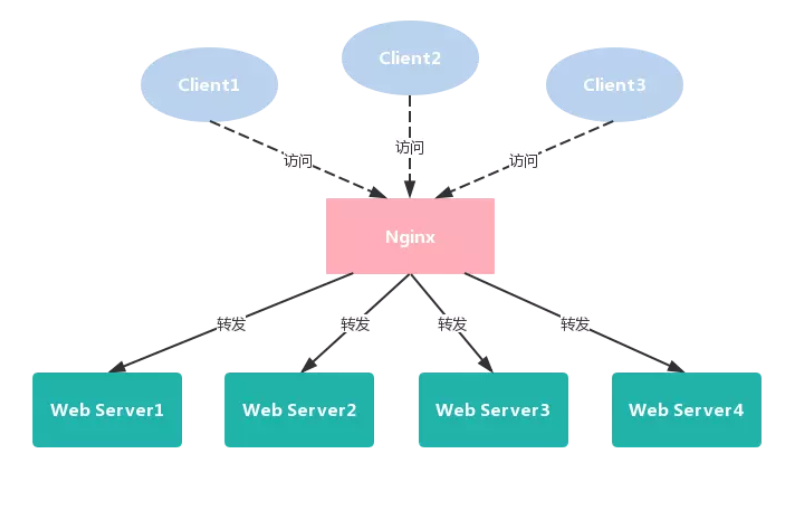 Client1
Client2
Client3
访问
访问
访问
Nginx
转发
转发
转发
转发
Web Server1
Web Server2
Web Server3
Web Server4